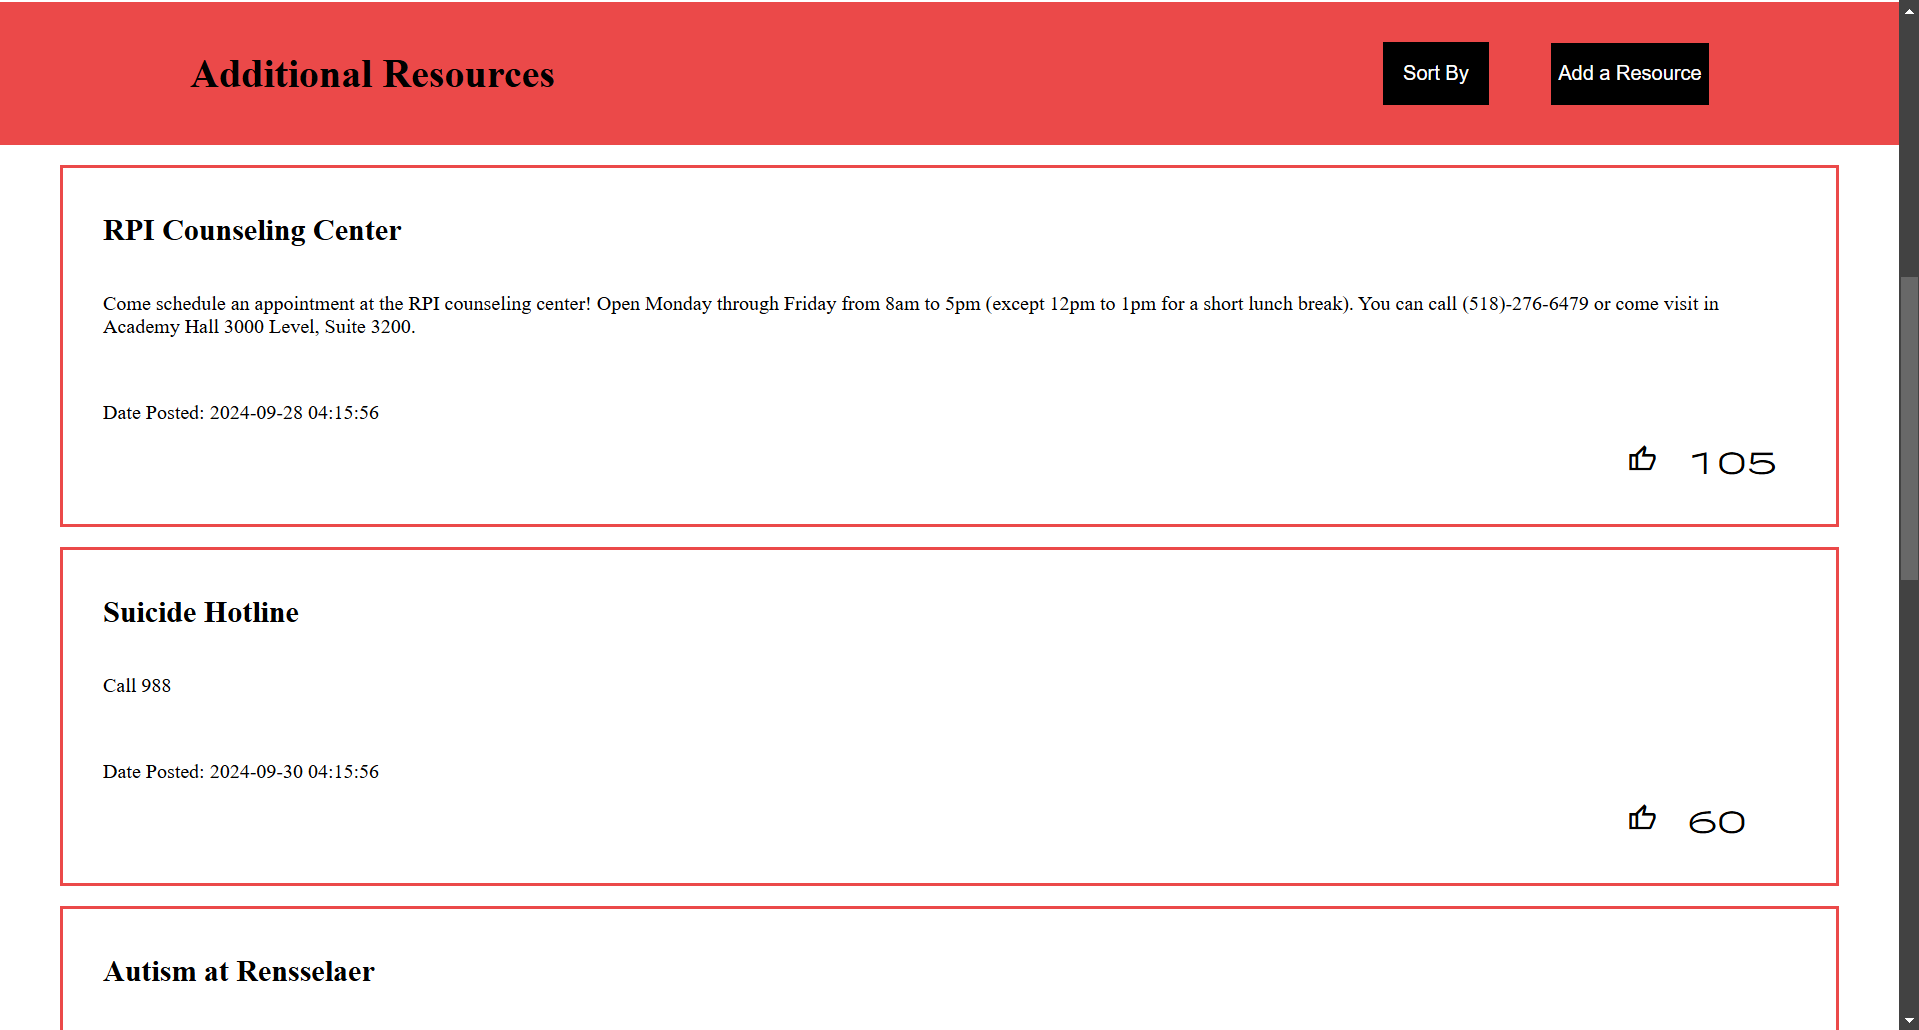 Additional Resources
Sort By
Add a Resource
RPI Counseling Center
Come schedule an appointment at the RPI counseling center! Open Monday through Friday from 8am to 5pm (except 12pm to 1pm for a short lunch break). You can call (518)-276-6479 or come visit in
Academy Hall 3000 Level, Suite 3200.
Date Posted: 2024-09-28 04:15:56
105
Suicide Hotline
Call 988
Date Posted: 2024-09-30 04:15:56
60
Autism at Rensselaer